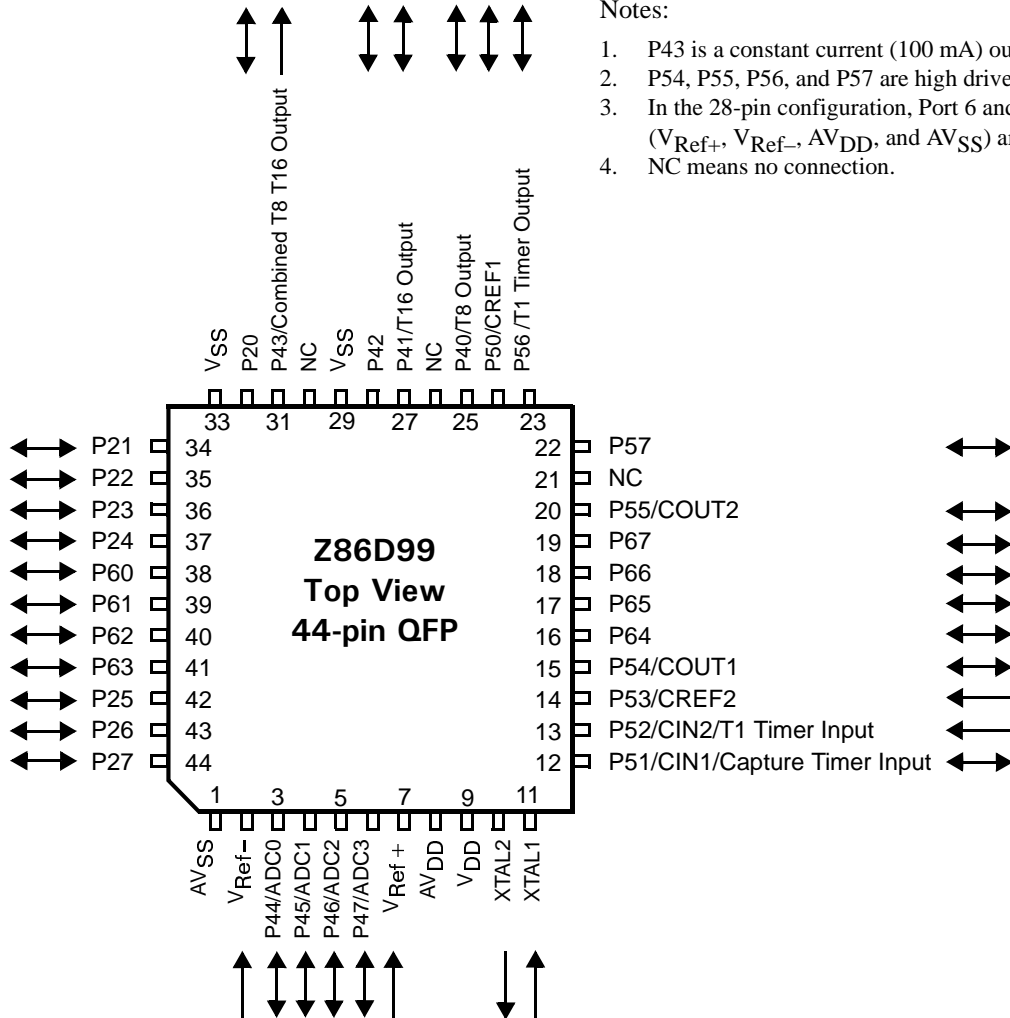 Notes:
1. P43 is a constant current (100 mA) ou
2. P54, P55, P56, and P57 are high drive
3. In the 28-pin configuration, Port 6 and
(VRef+, VRef–, AVDD, and AVSS) ar
4. NC means no connection.
VSS
P20
P43/Combined T8 T16 Output
NC
VSS
P42
P41/T16 Output
NC
P40/T8 Output
P50/CREF1
P56 /T1 Timer Output
33 31 29 27 25 23
P21 34
P22 35
P23 36
P24 37
P60 38
P61 39
P62 40
P63 41
P25 42
P26 43
P27 44
Z86D99
Top View
44-pin QFP
22 P57
21 NC
20 P55/COUT2
19 P67
18 P66
17 P65
16 P64
15 P54/COUT1
14 P53/CREF2
13 P52/CIN2/T1 Timer Input
12 P51/CIN1/Capture Timer Input
1 3 5 7 9 11
AVSS
VRef–
P44/ADC0
P45/ADC1
P46/ADC2
P47/ADC3
VRef +
AVDD
VDD
XTAL2
XTAL1